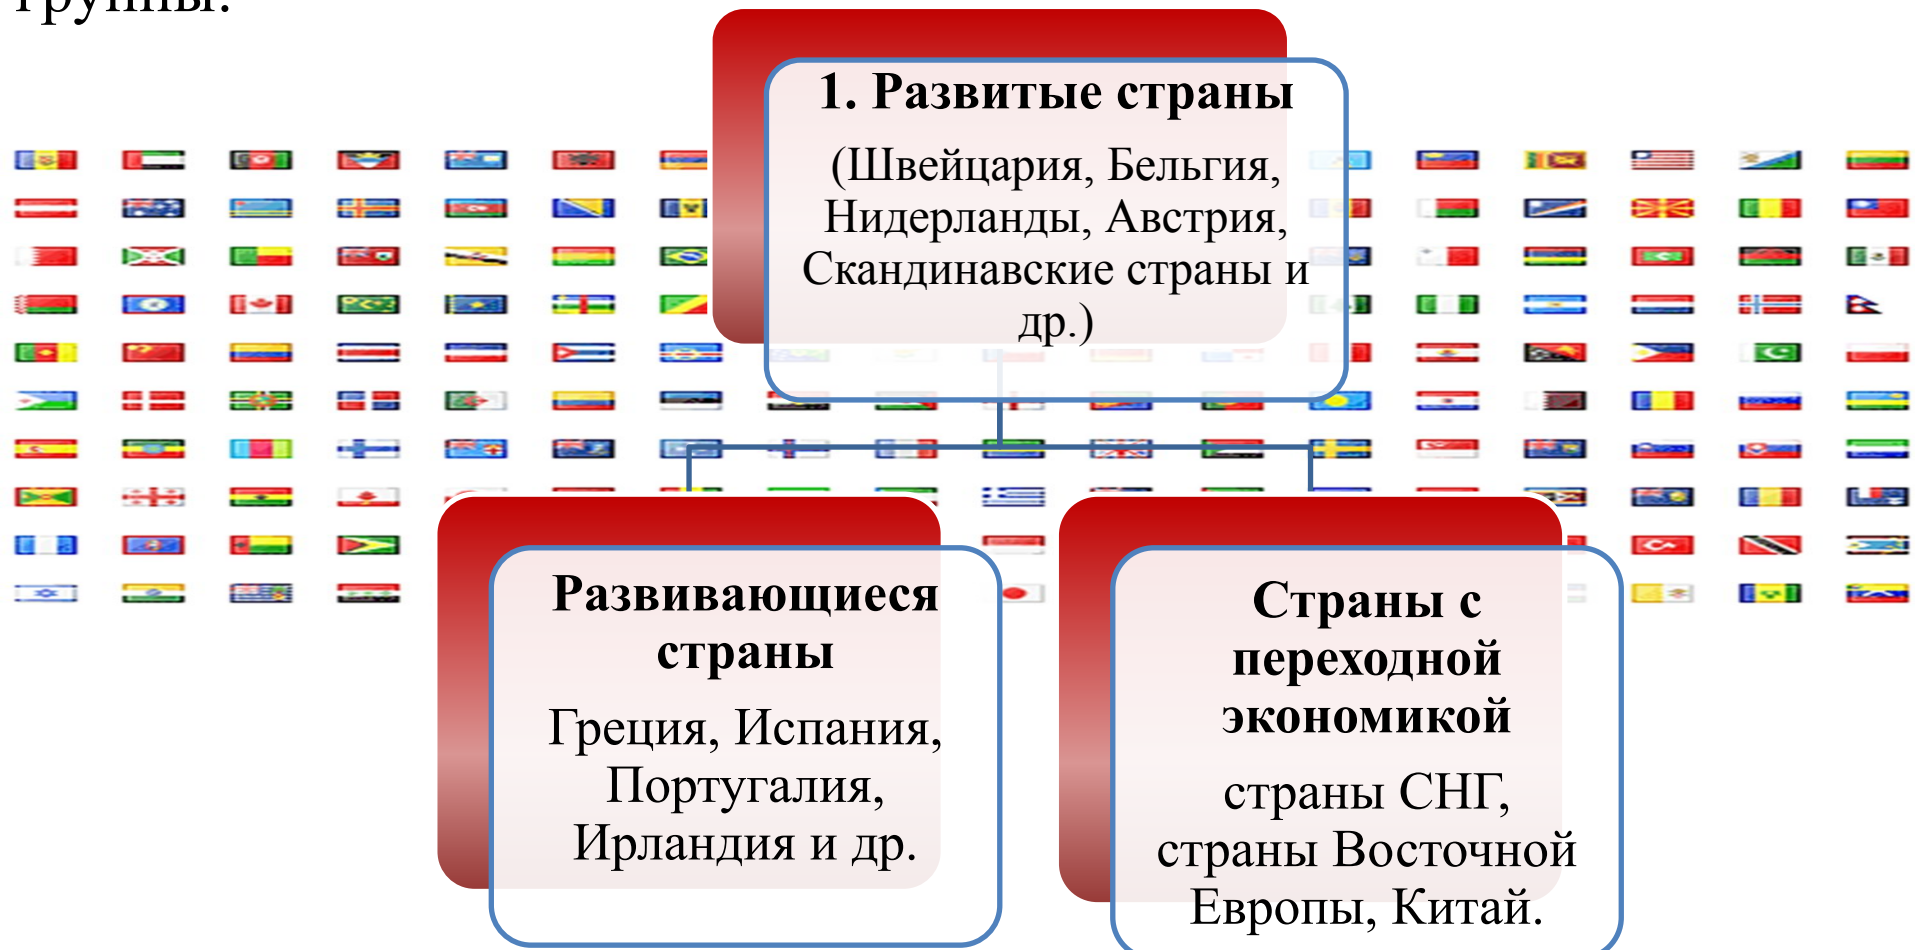 группы:
1. Развитые страны
(Швейцария, Бельгия,
Нидерланды, Австрия,
Скандинавские страны и
др.)
Развивающиеся
страны
Греция, Испания,
Португалия,
Ирландия и др.
Страны с
переходной
экономикой
страны СНГ,
страны Восточной
Европы, Китай.